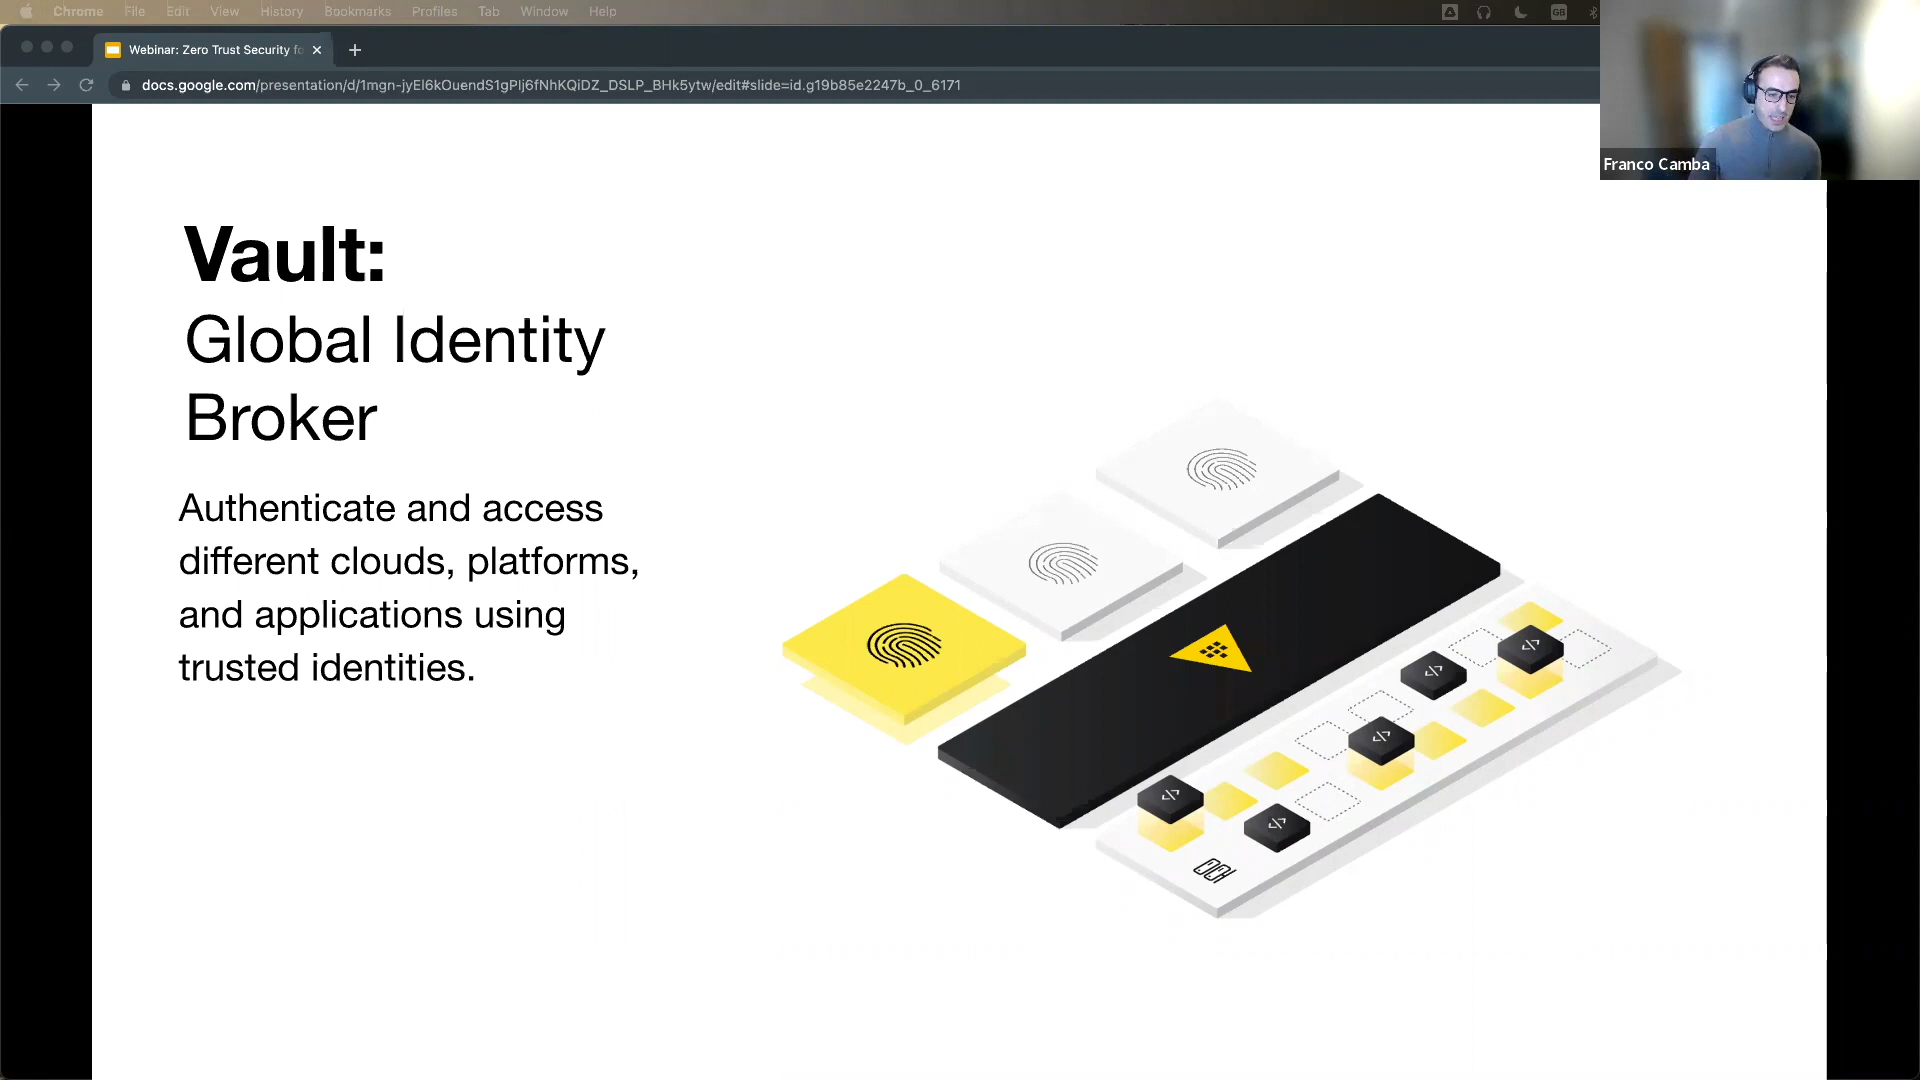 Chrome File Edit View History Bookmarks Profiles Tab Window Help
GB
Webinar: Zero Trust Security fo
docs.google.com/presentation/d/1mgn-jyEl6kOuendS1gPlj6fNhKQiDZ_DSLP_BHk5ytw/edit#slide=id.g19b85e2247b_0_6171
Franco Camba
Vault:
Global Identity
Broker
Authenticate and access
different clouds, platforms,
and applications using
trusted identities.
</>
</>
</>
</>
</>